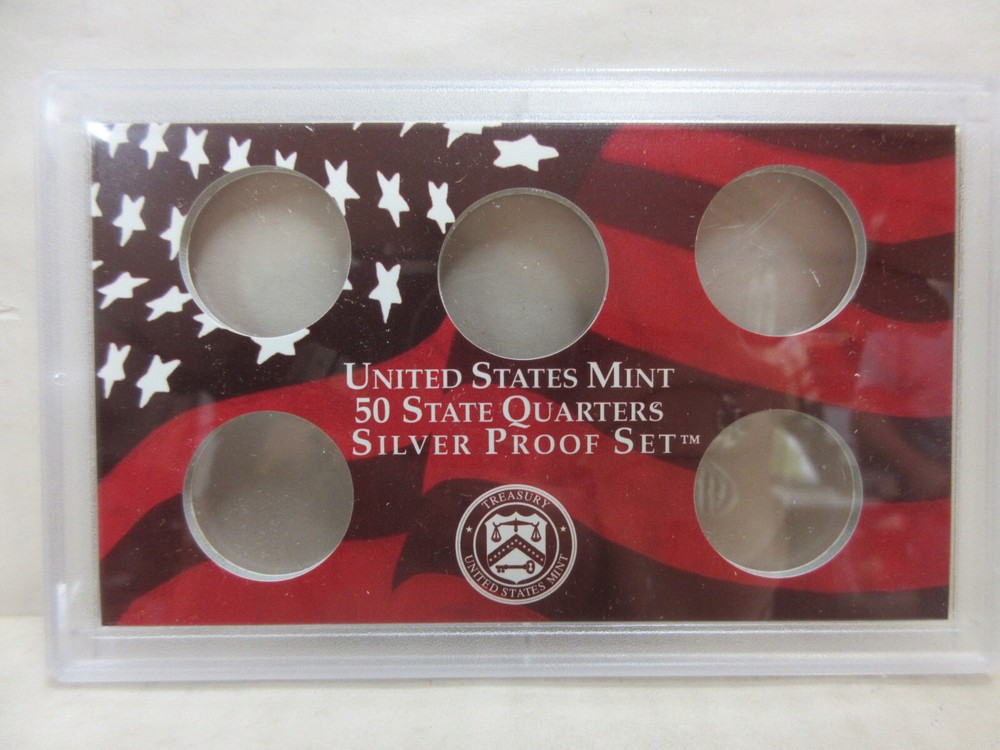 UNITED STATES MINT
50 STATE QUARTERS
SILVER PROOF SET™
TREASURY
UNITED STATES MINT